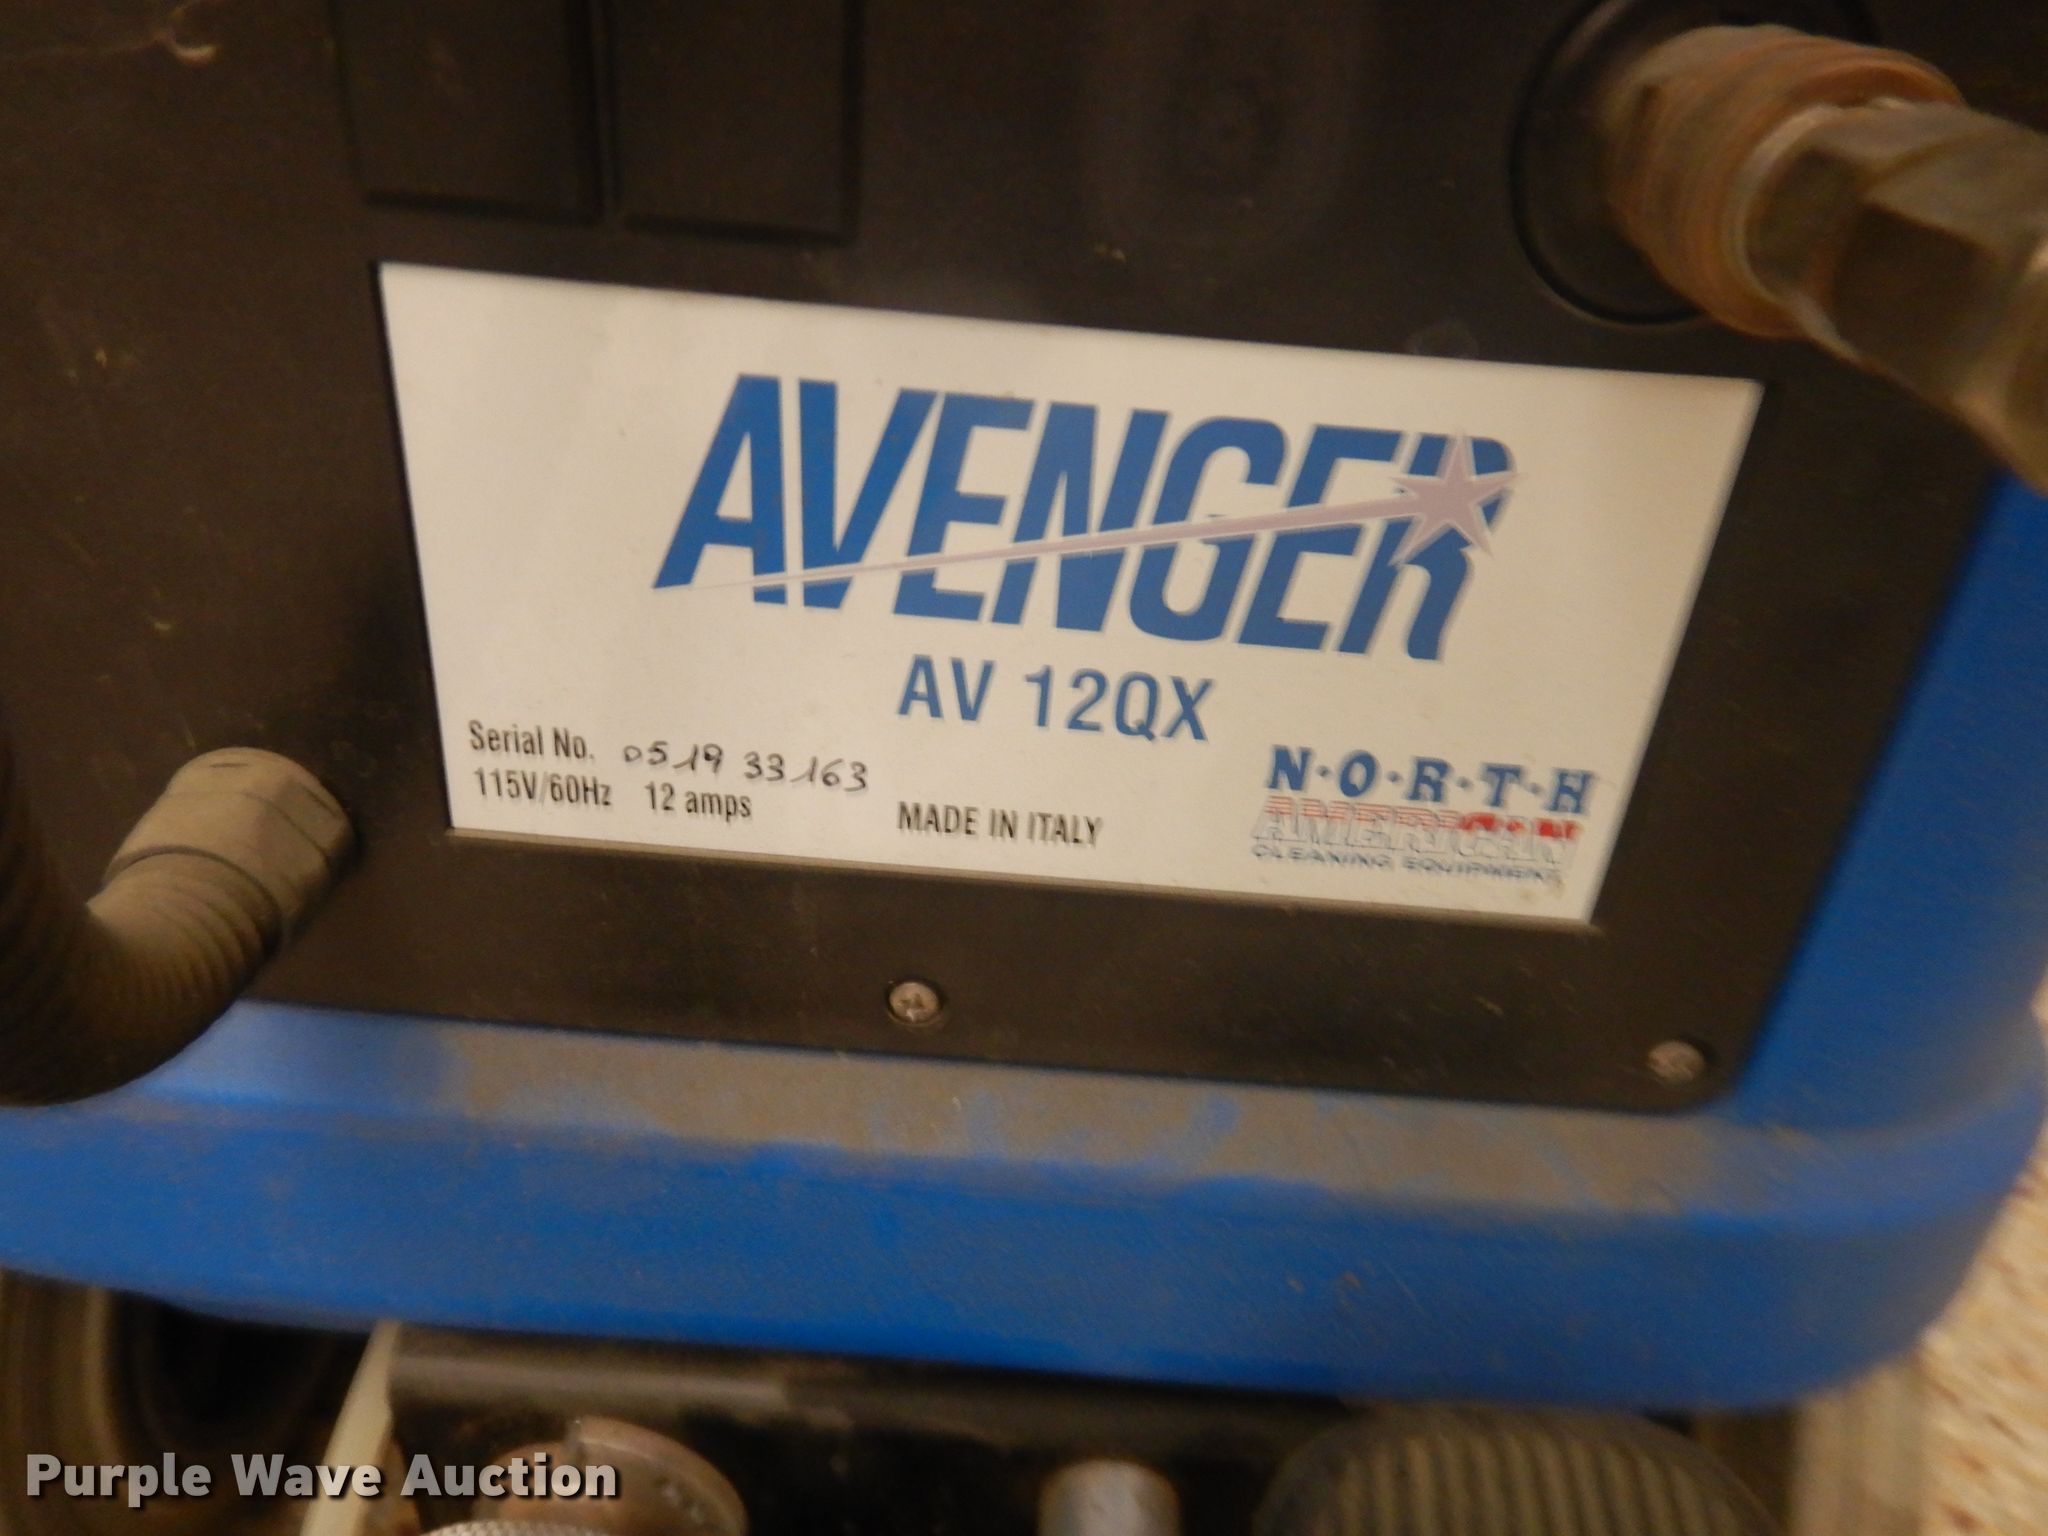 AVENGER
AV 12QX
Serial No. 0519 33163
115V/60Hz 12 amps
MADE IN ITALY
N·O·R·T·H
AMERICAN
CLEANING EQUIPMENT
Purple Wave Auction